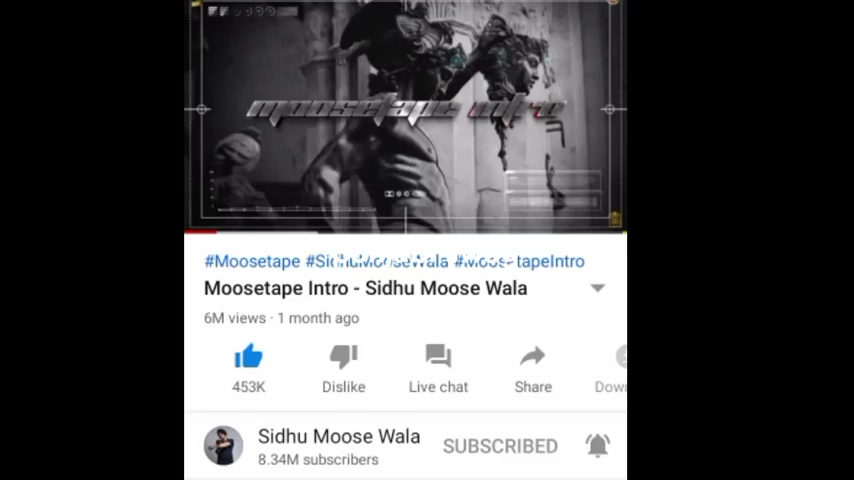 moosetape intro
#Moosetape #SidhuMooseWala #MoosetapeIntro
Moosetape Intro - Sidhu Moose Wala
6M views · 1 month ago
453K Dislike Live chat Share Down
Sidhu Moose Wala SUBSCRIBED
8.34M subscribers